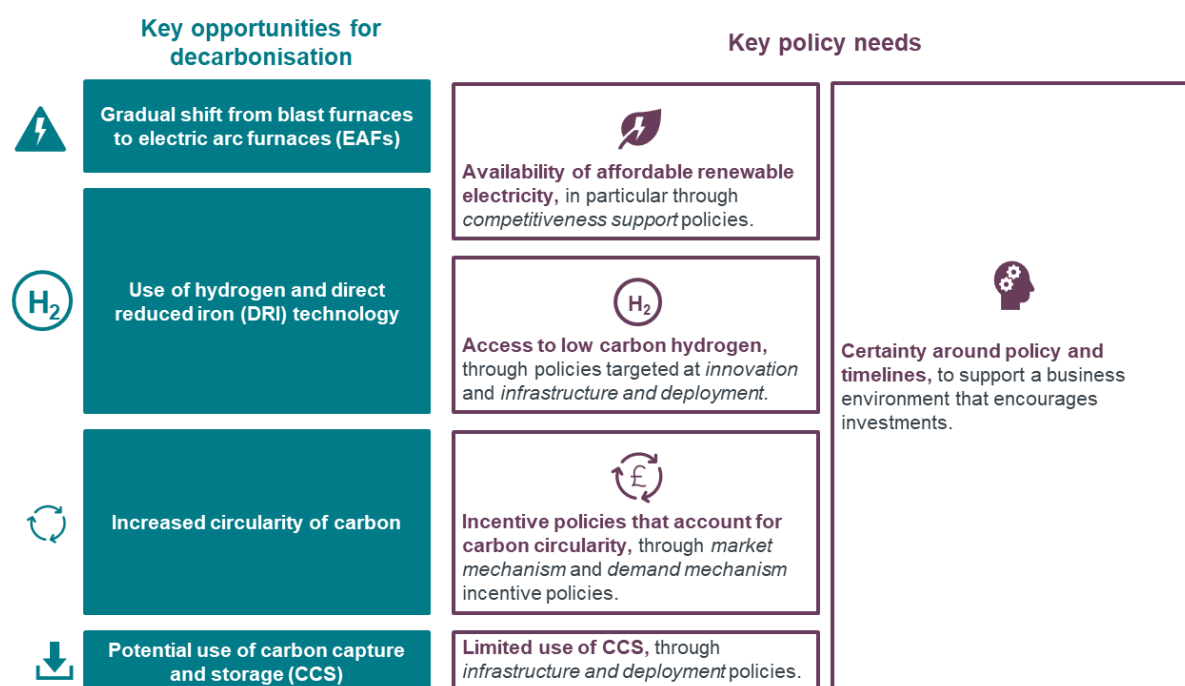 Key opportunities for
decarbonisation
Key policy needs
Gradual shift from blast furnaces
to electric arc furnaces (EAFs)
Availability of affordable renewable
electricity, in particular through
competitiveness support policies.
H2
Use of hydrogen and direct
reduced iron (DRI) technology
H2
Access to low carbon hydrogen,
through policies targeted at innovation
and infrastructure and deployment.
Certainty around policy and
timelines, to support a business
environment that encourages
investments.
Increased circularity of carbon
£
Incentive policies that account for
carbon circularity, through market
mechanism and demand mechanism
incentive policies.
Potential use of carbon capture
and storage (CCS)
Limited use of CCS, through
infrastructure and deployment policies.